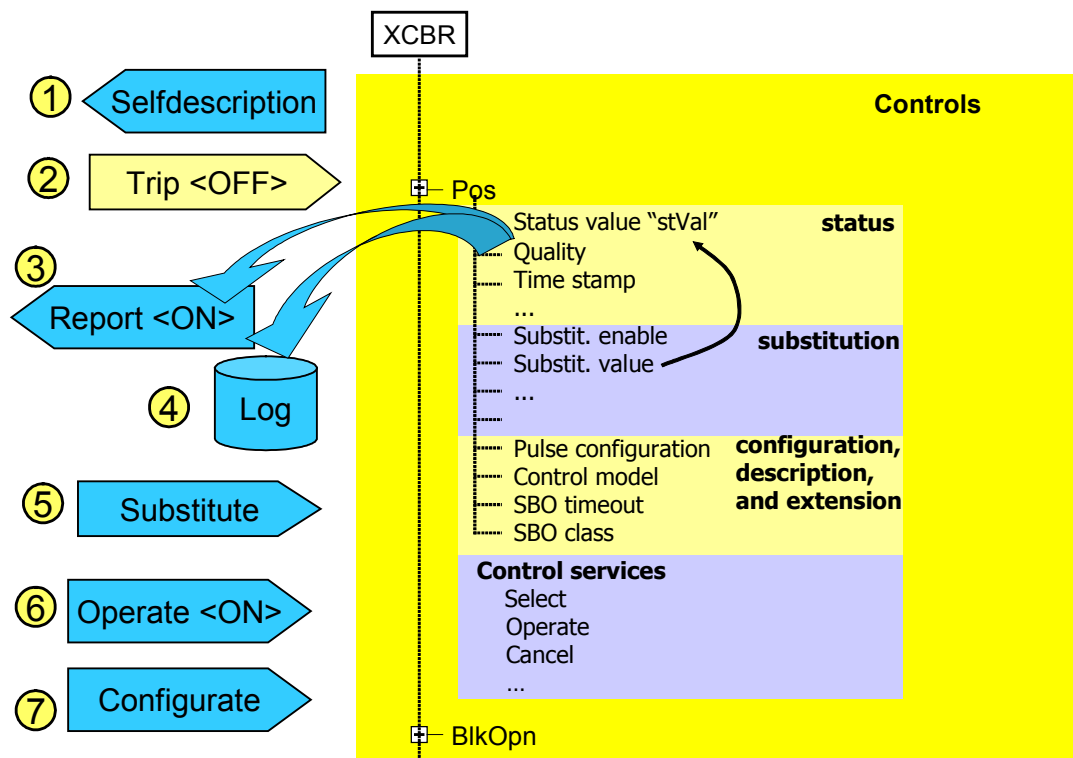 XCBR
Controls
1
Selfdescription
2
Trip <OFF>
3
Report <ON>
4
Log
5
Substitute
6
Operate <ON>
7
Configurate
Pos
Status value “stVal”
status
Quality
Time stamp
...
Substit. enable
substitution
Substit. value
...
Pulse configuration
configuration,
Control model
description,
SBO timeout
and extension
SBO class
Control services
Select
Operate
Cancel
...
BlkOpn